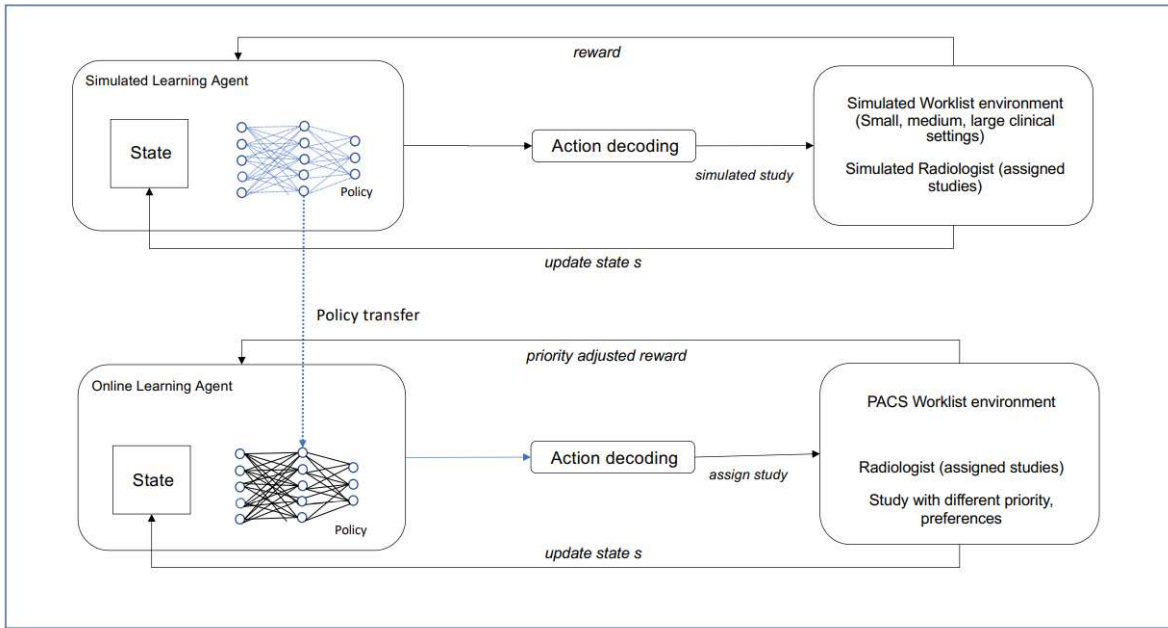 reward
Simulated Learning Agent
State
Policy
Action decoding
simulated study
Simulated Worklist environment
(Small, medium, large clinical
settings)
Simulated Radiologist (assigned
studies)
update state s
Policy transfer
priority adjusted reward
Online Learning Agent
State
Policy
Action decoding
assign study
PACS Worklist environment
Radiologist (assigned studies)
Study with different priority,
preferences
update state s